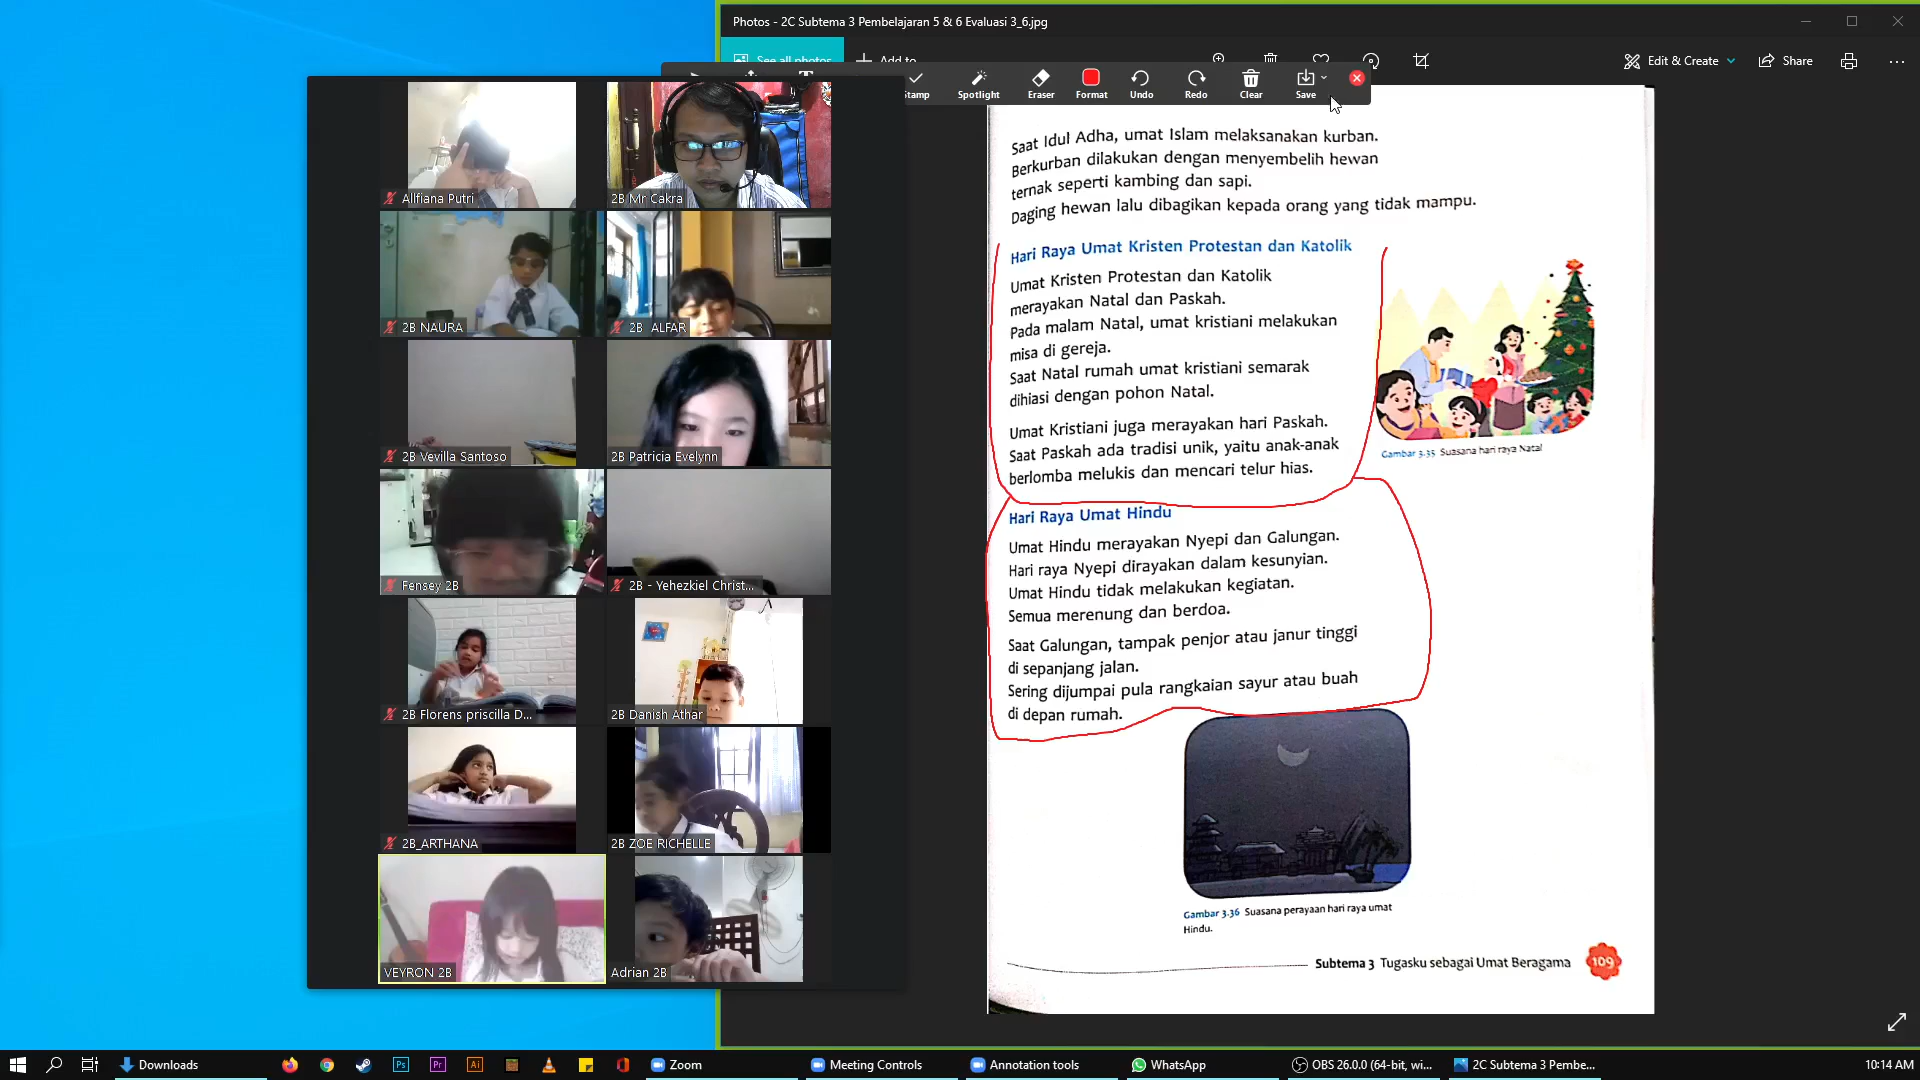 Photos - 2C Subtema 3 Pembelajaran 5 & 6 Evaluasi 3_6.jpg
See all photos
Add to
Edit & Create
Share
Stamp
Spotlight
Eraser
Format
Undo
Redo
Clear
Save
Allfiana Putri
2B Mr Cakra
2B NAURA
2B ALFAR
2B Vevilla Santoso
2B Patricia Evelynn
Fensey 2B
2B - Yehezkiel Christ...
2B Florens priscilla D...
2B Danish Athar
2B_ARTHANA
2B ZOE RICHELLE
VEYRON 2B
Adrian 2B
Saat Idul Adha, umat Islam melaksanakan kurban.
Berkurban dilakukan dengan menyembelih hewan
ternak seperti kambing dan sapi.
Daging hewan lalu dibagikan kepada orang yang tidak mampu.
Hari Raya Umat Kristen Protestan dan Katolik
Umat Kristen Protestan dan Katolik
merayakan Natal dan Paskah.
Pada malam Natal, umat kristiani melakukan
misa di gereja.
Saat Natal rumah umat kristiani semarak
dihiasi dengan pohon Natal.
Umat Kristiani juga merayakan hari Paskah.
Saat Paskah ada tradisi unik, yaitu anak-anak
berlomba melukis dan mencari telur hias.
Gambar 3.35 Suasana hari raya Natal
Hari Raya Umat Hindu
Umat Hindu merayakan Nyepi dan Galungan.
Hari raya Nyepi dirayakan dalam kesunyian.
Umat Hindu tidak melakukan kegiatan.
Semua merenung dan berdoa.
Saat Galungan, tampak penjor atau janur tinggi
di sepanjang jalan.
Sering dijumpai pula rangkaian sayur atau buah
di depan rumah.
Gambar 3.36 Suasana perayaan hari raya umat
Hindu.
Subtema 3 Tugasku sebagai Umat Beragama
109
Downloads
Ps
Pr
Ai
Zoom
Meeting Controls
Annotation tools
WhatsApp
OBS 26.0.0 (64-bit, wi...
2C Subtema 3 Pembe...
10:14 AM